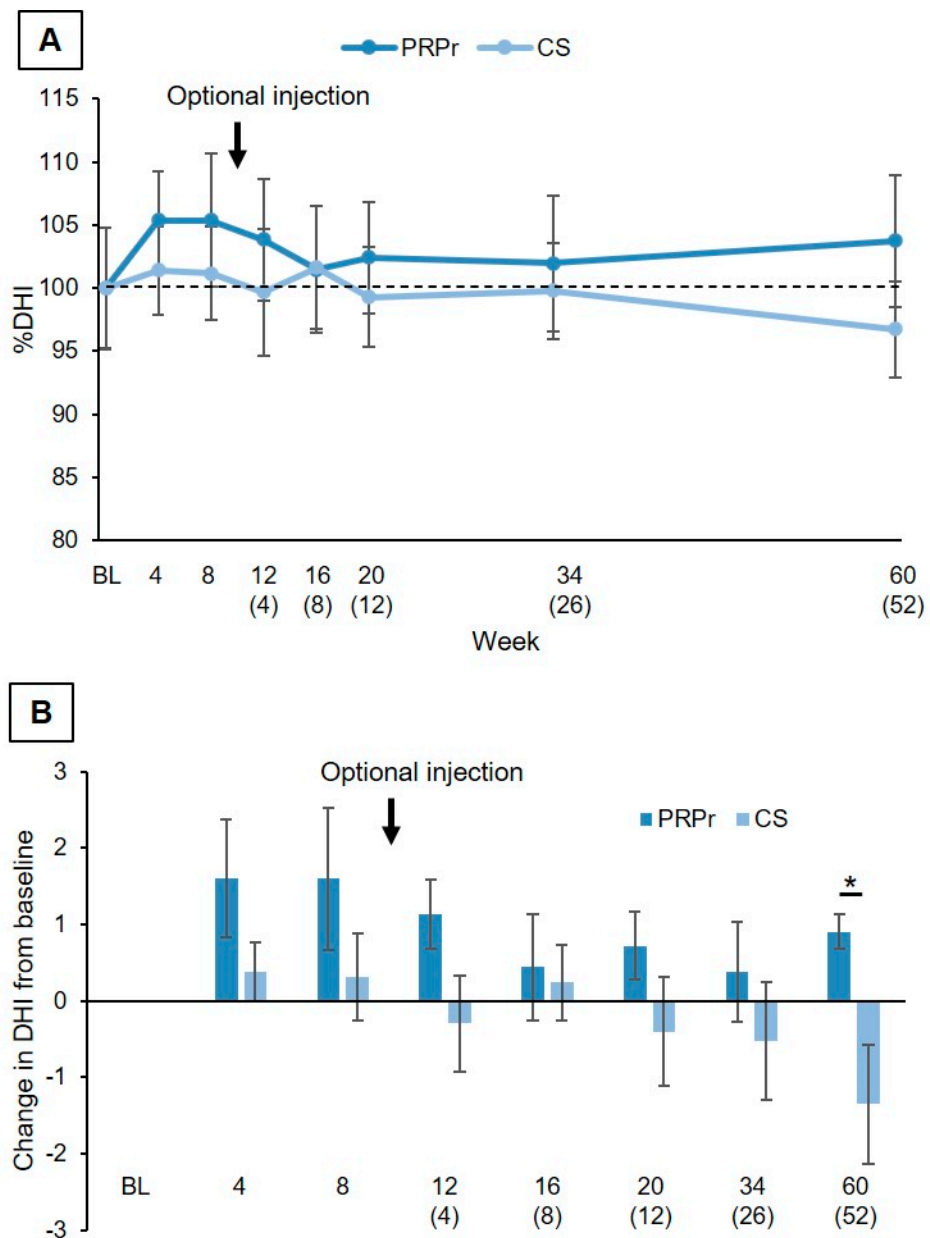 A
PRPr CS
Optional injection
115
110
105
100
95
90
85
80
%DHI
BL 4 8 12 16 20 34 60
(4) (8) (12) (26) (52)
Week
B
Optional injection
PRPr CS
3
2
1
0
-1
-2
-3
*
Change in DHI from baseline
BL 4 8 12 16 20 34 60
(4) (8) (12) (26) (52)